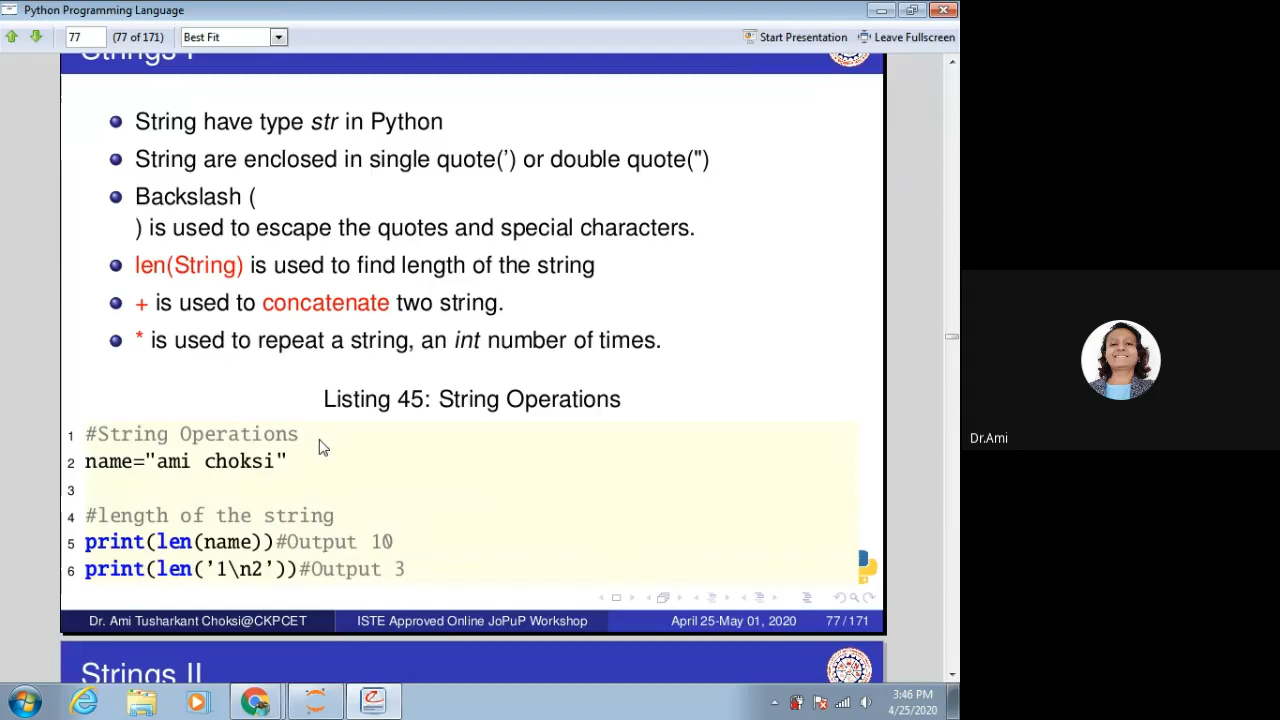 Python Programming Language
77 (77 of 171) Best Fit Start Presentation Leave Fullscreen
Strings I
String have type str in Python
String are enclosed in single quote(') or double quote(")
Backslash (
) is used to escape the quotes and special characters.
len(String) is used to find length of the string
+ is used to concatenate two string.
* is used to repeat a string, an int number of times.
Listing 45: String Operations
1 #String Operations
2 name="ami choksi"
3
4 #length of the string
5 print(len(name))#Output 10
6 print(len('1\n2'))#Output 3
Dr. Ami Tusharkant Choksi@CKPCET ISTE Approved Online JoPuP Workshop April 25-May 01, 2020 77/171
Strings II
Dr.Ami
3:46 PM
4/25/2020